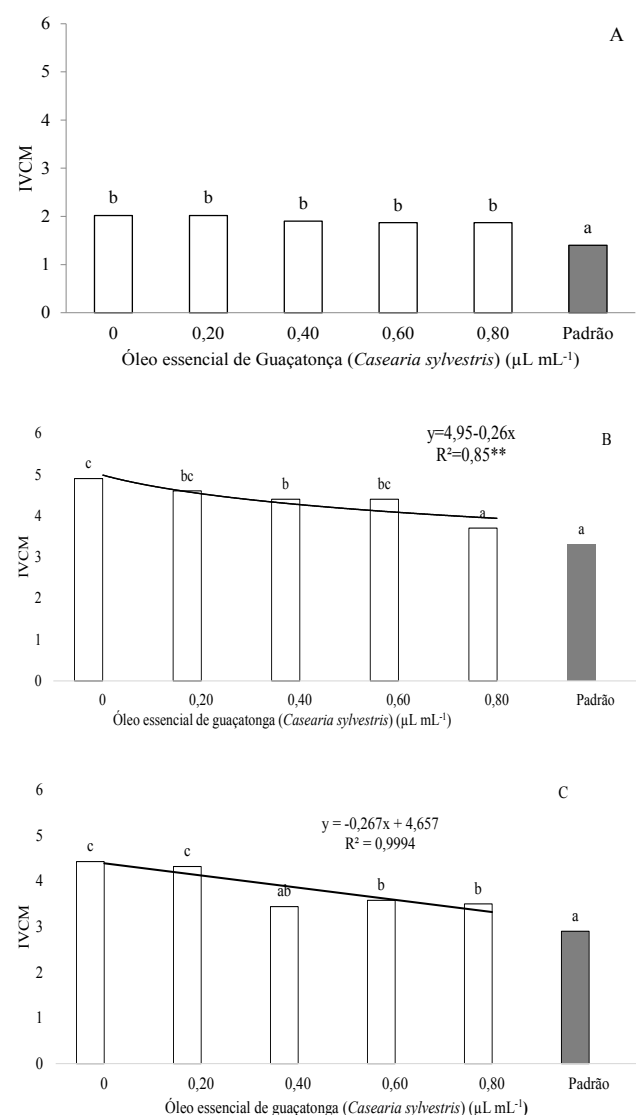 A
IVCM
6
5
4
3
2
1
0
b b b b b a
0 0,20 0,40 0,60 0,80 Padrão
Óleo essencial de Guaçatonça (Casearia sylvestris) (µL mL-1)
B
y=4,95-0,26x
R²=0,85**
IVCM
6
5
4
3
2
1
0
c bc b bc a a
0 0,20 0,40 0,60 0,80 Padrão
Óleo essencial de guaçatonga (Casearia sylvestris) (µL mL-1)
C
y = -0,267x + 4,657
R² = 0,9994
IVCM
6
5
4
3
2
1
0
c c ab b b a
0 0,20 0,40 0,60 0,80 Padrão
Óleo essencial de guaçatonga (Casearia sylvestris) (µL mL-1)